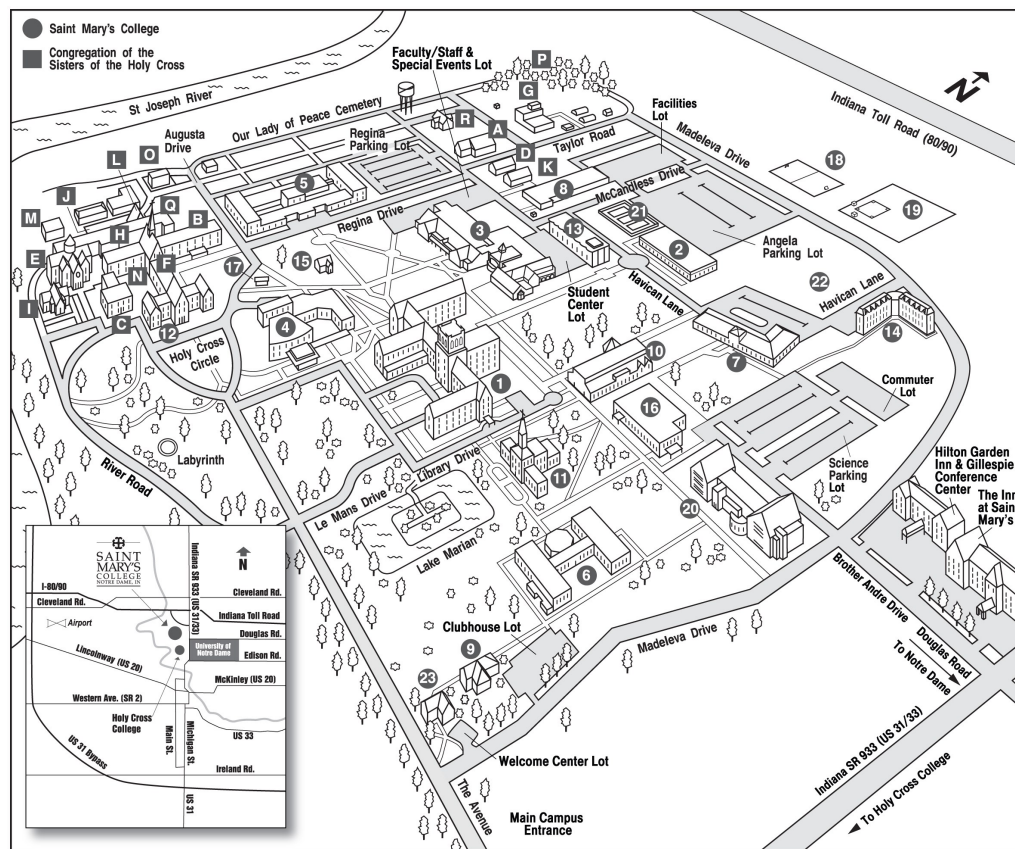 Saint Mary's College
Congregation of the
Sisters of the Holy Cross
St Joseph River
Our Lady of Peace Cemetery
Faculty/Staff &
Special Events Lot
P
G
R
A
Facilities
Lot
N
Indiana Toll Road (80/90)
Augusta
Drive
Regina
Parking Lot
Taylor Road
Madeleva Drive
L
O
D
K
5
8
McCandless Drive
18
J
Q
B
M
H
21
19
Regina Drive
3
13
2
Angela
Parking Lot
E
F
17
15
22
N
Havican Lane
Havican Lane
I
C
12
4
Student
Center
Lot
14
Holy Cross
Circle
10
7
1
Commuter
Lot
16
Labyrinth
River Road
Library Drive
Le Mans Drive
11
Science
Parking
Lot
Hilton Garden
Inn & Gillespie
Conference
Center
The Inn
at Saint
Mary's
20
Lake Marian
6
Brother Andre Drive
Douglas Road
To Notre Dame
Clubhouse Lot
Madeleva Drive
9
23
Welcome Center Lot
Indiana SR 933 (US 31/33)
To Holy Cross College
The Avenue
Main Campus
Entrance
SAINT
MARY'S
COLLEGE
NOTRE DAME, IN
Indiana SR 933 (US 31/33)
N
I-80/90
Cleveland Rd.
Cleveland Rd.
Indiana Toll Road
Airport
Douglas Rd.
University of
Notre Dame
Edison Rd.
Lincolnway (US 20)
McKinley (US 20)
Western Ave. (SR 2)
Holy Cross
College
Main St.
Michigan St.
US 33
US 31 Bypass
Ireland Rd.
US 31